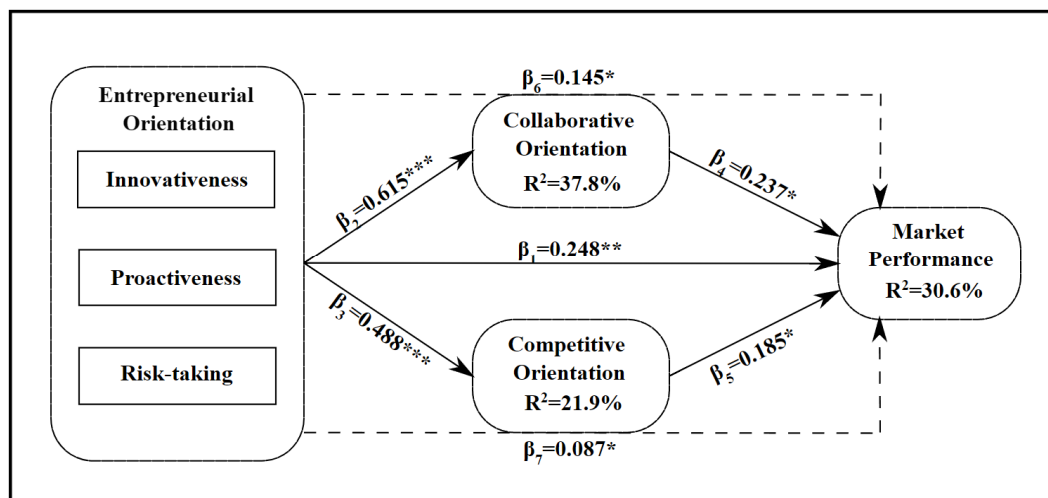 Entrepreneurial
Orientation
Innovativeness
Proactiveness
Risk-taking
β₆=0.145*
Collaborative
Orientation
R²=37.8%
β₂=0.615***
β₄=0.237*
β₁=0.248**
Market
Performance
R²=30.6%
β₃=0.488***
Competitive
Orientation
R²=21.9%
β₅=0.185*
β₇=0.087*